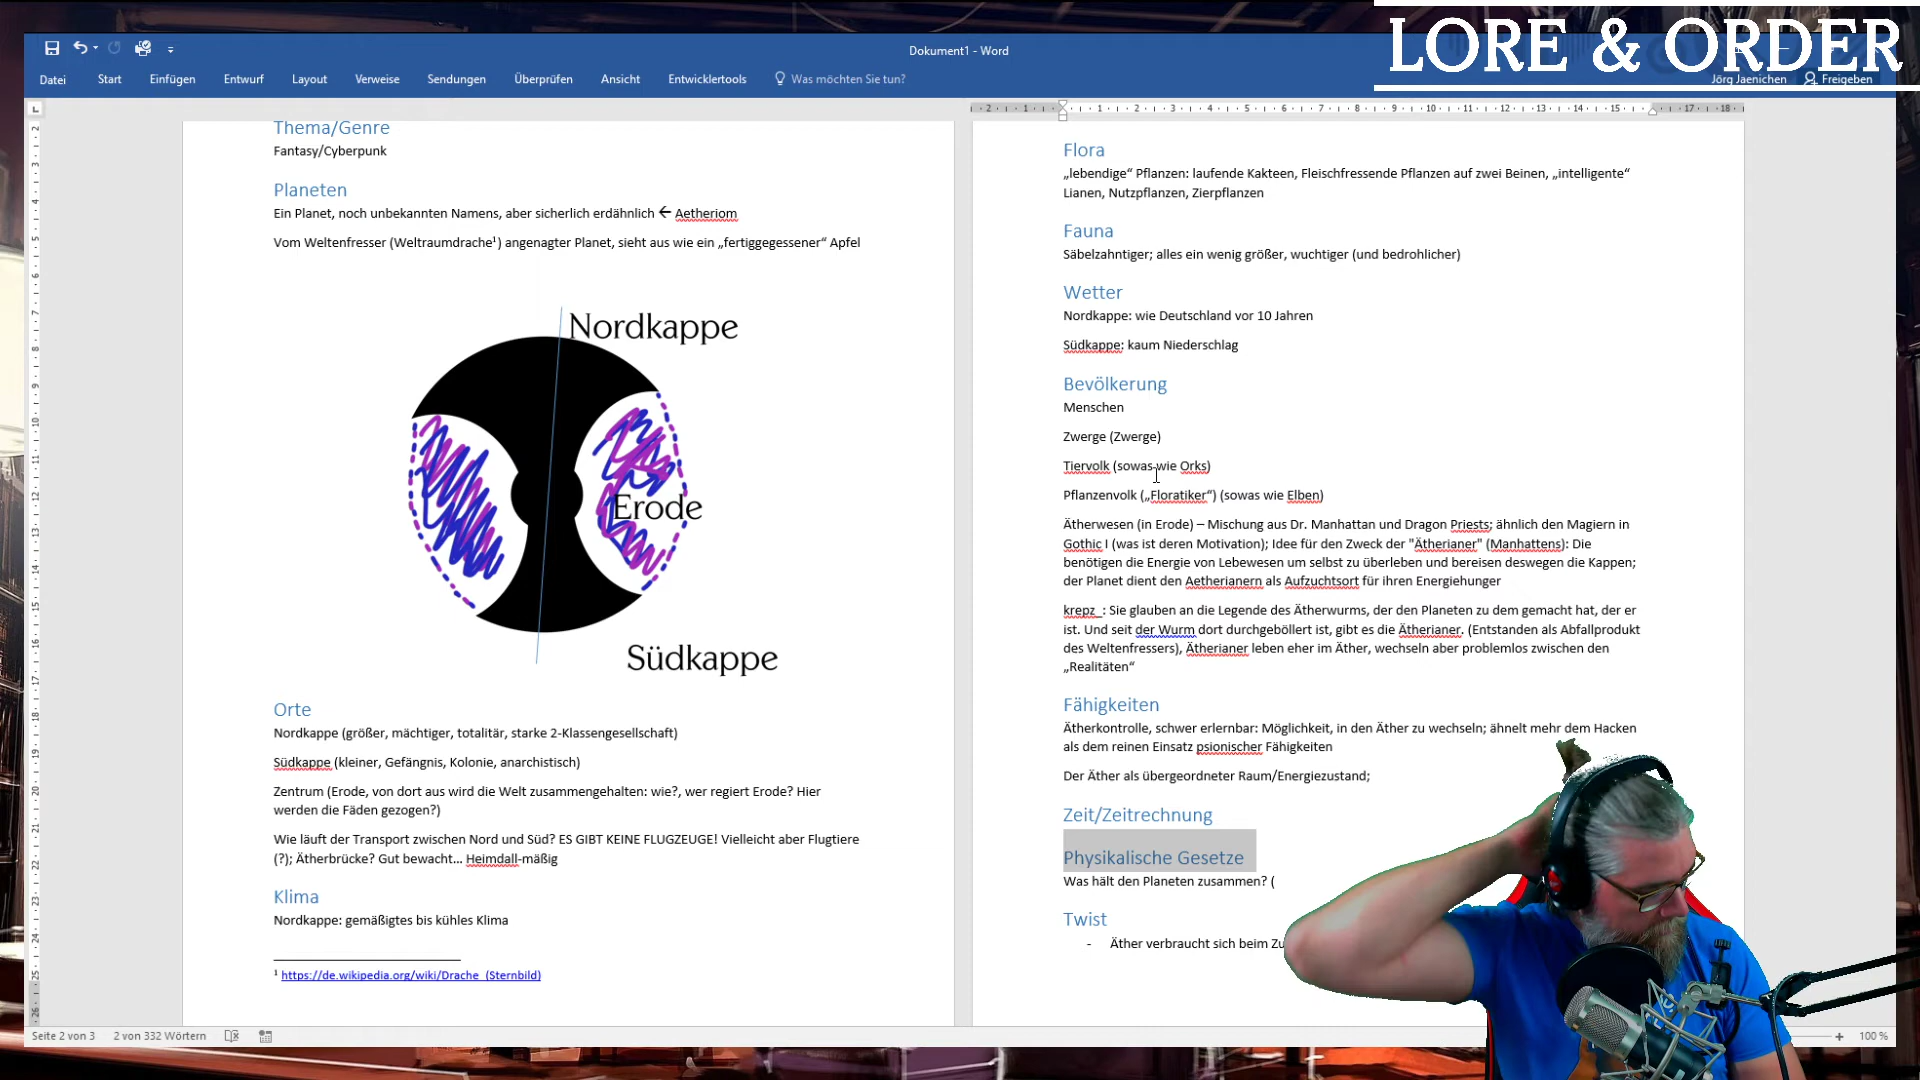 LORE & ORDER
Dokument1 - Word
Datei Start Einfügen Entwurf Layout Verweise Sendungen Überprüfen Ansicht Entwicklertools Was möchten Sie tun? Jörg Jaenichen Freigeben
Thema/Genre
Fantasy/Cyberpunk
Planeten
Ein Planet, noch unbekannten Namens, aber sicherlich erdähnlich ← Aetheriom
Vom Weltenfresser (Weltraumdrache¹) angenagter Planet, sieht aus wie ein „fertiggegessener“ Apfel
Nordkappe
Erode
Südkappe
Orte
Nordkappe (größer, mächtiger, totalitär, starke 2-Klassengesellschaft)
Südkappe (kleiner, Gefängnis, Kolonie, anarchistisch)
Zentrum (Erode, von dort aus wird die Welt zusammengehalten: wie?, wer regiert Erode? Hier
werden die Fäden gezogen?)
Wie läuft der Transport zwischen Nord und Süd? ES GIBT KEINE FLUGZEUGE! Vielleicht aber Flugtiere
(?); Ätherbrücke? Gut bewacht… Heimdall-mäßig
Klima
Nordkappe: gemäßigtes bis kühles Klima
¹ https://de.wikipedia.org/wiki/Drache_(Sternbild)
Flora
„lebendige“ Pflanzen: laufende Kakteen, Fleischfressende Pflanzen auf zwei Beinen, „intelligente“
Lianen, Nutzpflanzen, Zierpflanzen
Fauna
Säbelzahntiger; alles ein wenig größer, wuchtiger (und bedrohlicher)
Wetter
Nordkappe: wie Deutschland vor 10 Jahren
Südkappe: kaum Niederschlag
Bevölkerung
Menschen
Zwerge (Zwerge)
Tiervolk (sowas wie Orks)
Pflanzenvolk („Floratiker“) (sowas wie Elben)
Ätherwesen (in Erode) – Mischung aus Dr. Manhattan und Dragon Priests; ähnlich den Magiern in
Gothic I (was ist deren Motivation); Idee für den Zweck der "Ätherianer" (Manhattens): Die
benötigen die Energie von Lebewesen um selbst zu überleben und bereisen deswegen die Kappen;
der Planet dient den Aetherianern als Aufzuchtsort für ihren Energiehunger
krepz_: Sie glauben an die Legende des Ätherwurms, der den Planeten zu dem gemacht hat, der er
ist. Und seit der Wurm dort durchgeböllert ist, gibt es die Ätherianer. (Entstanden als Abfallprodukt
des Weltenfressers), Ätherianer leben eher im Äther, wechseln aber problemlos zwischen den
„Realitäten“
Fähigkeiten
Ätherkontrolle, schwer erlernbar: Möglichkeit, in den Äther zu wechseln; ähnelt mehr dem Hacken
als dem reinen Einsatz psionischer Fähigkeiten
Der Äther als übergeordneter Raum/Energiezustand;
Zeit/Zeitrechnung
Physikalische Gesetze
Was hält den Planeten zusammen? (
Twist
- Äther verbraucht sich beim Zu
Seite 2 von 3 2 von 332 Wörtern 100 %